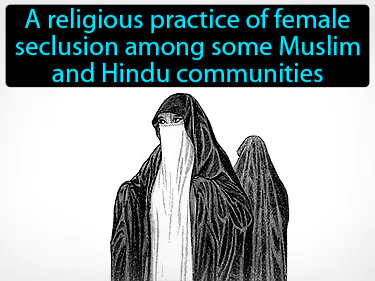 A religious practice of female
seclusion among some Muslim
and Hindu communities